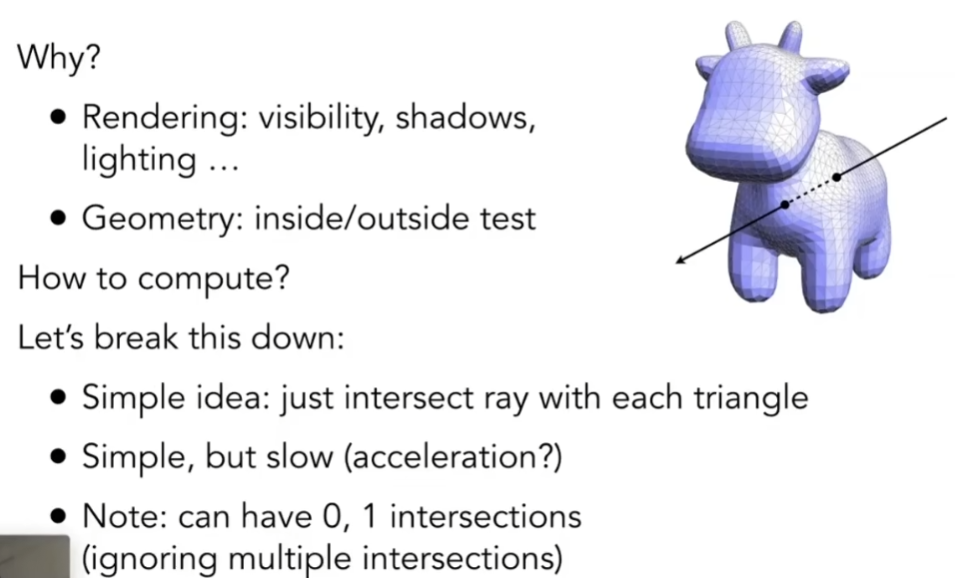 Why?
• Rendering: visibility, shadows,
lighting …
• Geometry: inside/outside test
How to compute?
Let’s break this down:
• Simple idea: just intersect ray with each triangle
• Simple, but slow (acceleration?)
• Note: can have 0, 1 intersections
(ignoring multiple intersections)